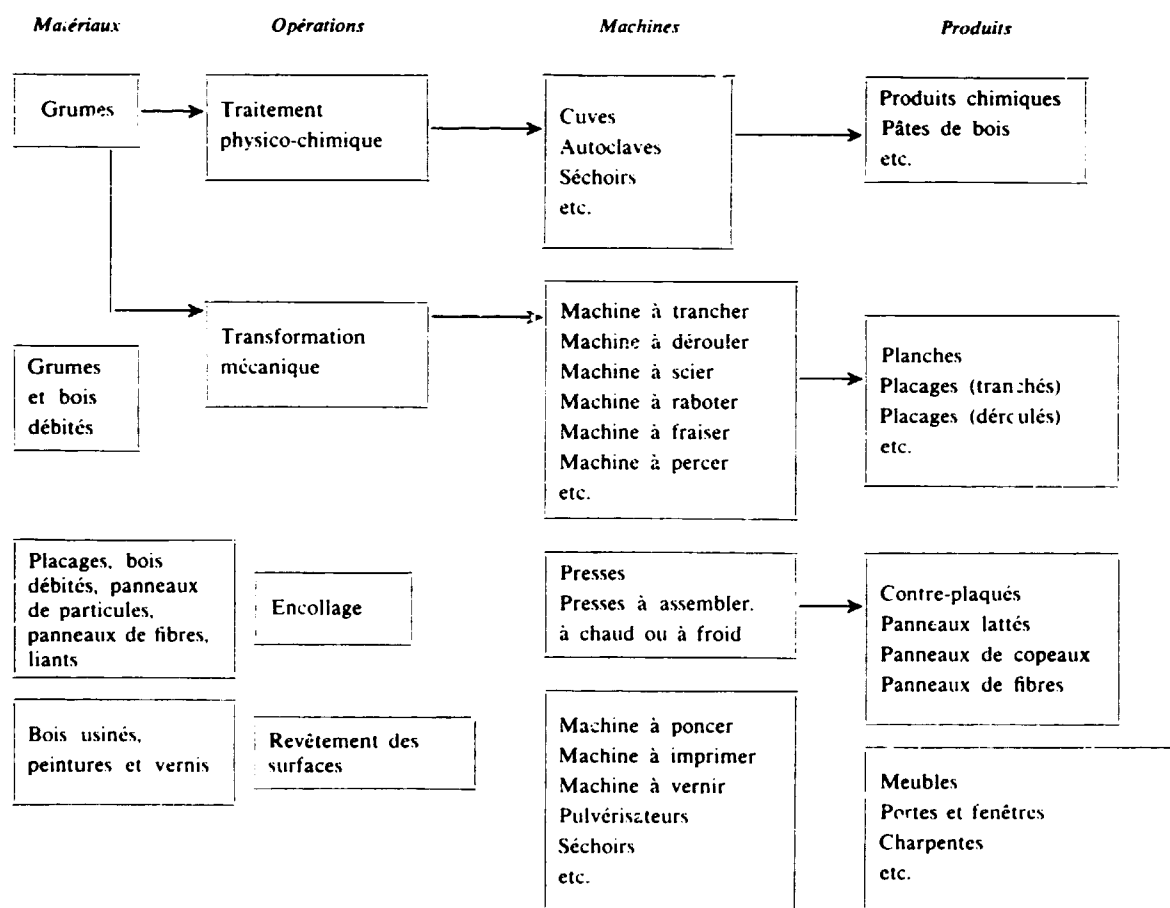 Matériaux
Opérations
Machines
Produits
Grumes
Traitement
physico-chimique
Cuves
Autoclaves
Séchoirs
etc.
Produits chimiques
Pâtes de bois
etc.
Grumes
et bois
débités
Transformation
mécanique
Machine à trancher
Machine à dérouler
Machine à scier
Machine à raboter
Machine à fraiser
Machine à percer
etc.
Planches
Placages (tranchés)
Placages (déroulés)
etc.
Placages, bois
débités, panneaux
de particules,
panneaux de fibres,
liants
Encollage
Presses
Presses à assembler.
à chaud ou à froid
Contre-plaqués
Panneaux lattés
Panneaux de copeaux
Panneaux de fibres
Bois usinés,
peintures et vernis
Revêtement des
surfaces
Machine à poncer
Machine à imprimer
Machine à vernir
Pulvérisateurs
Séchoirs
etc.
Meubles
Portes et fenêtres
Charpentes
etc.